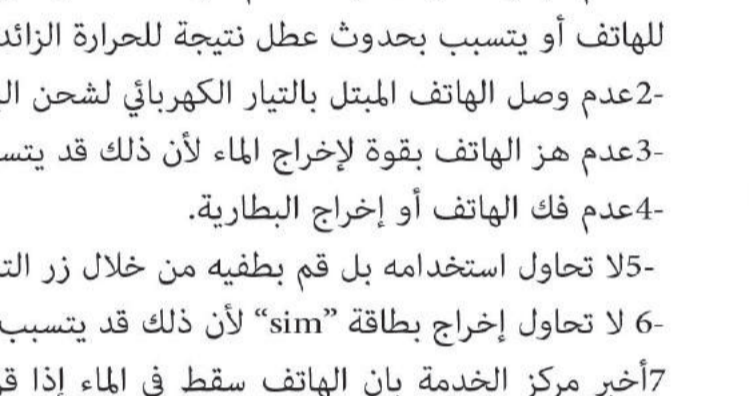 للهاتف أو يتسبب بحدوث عطل نتيجة للحرارة
-2عدم وصل الهاتف المبتل بالتيار الكهربائي لشحن
-3عدم هز الهاتف بقوة لإخراج الماء لأن ذلك قد
-4عدم فك الهاتف أو إخراج البطارية.
-5لا تحاول استخدامه بل قم بطفيه من خلال زر
-6 لا تحاول إخراج بطاقة “sim” لأن ذلك قد يتسبب
7أخبر مركز الخدمة بان الهاتف سقط في الماء إذا